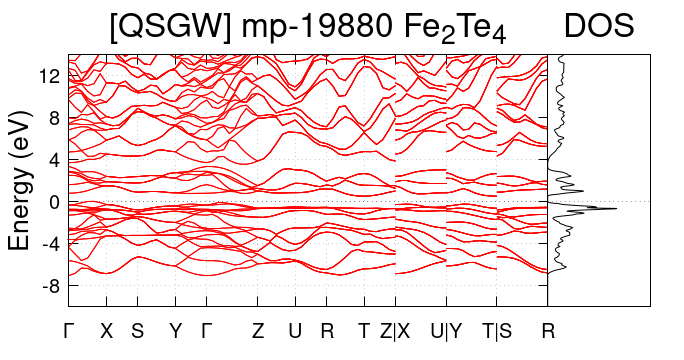 [QSGW] mp-19880 Fe₂Te₄ DOS
Energy (eV)
12
8
4
0
-4
-8
Γ X S Y Γ Z U R T Z|X U|Y T|S R